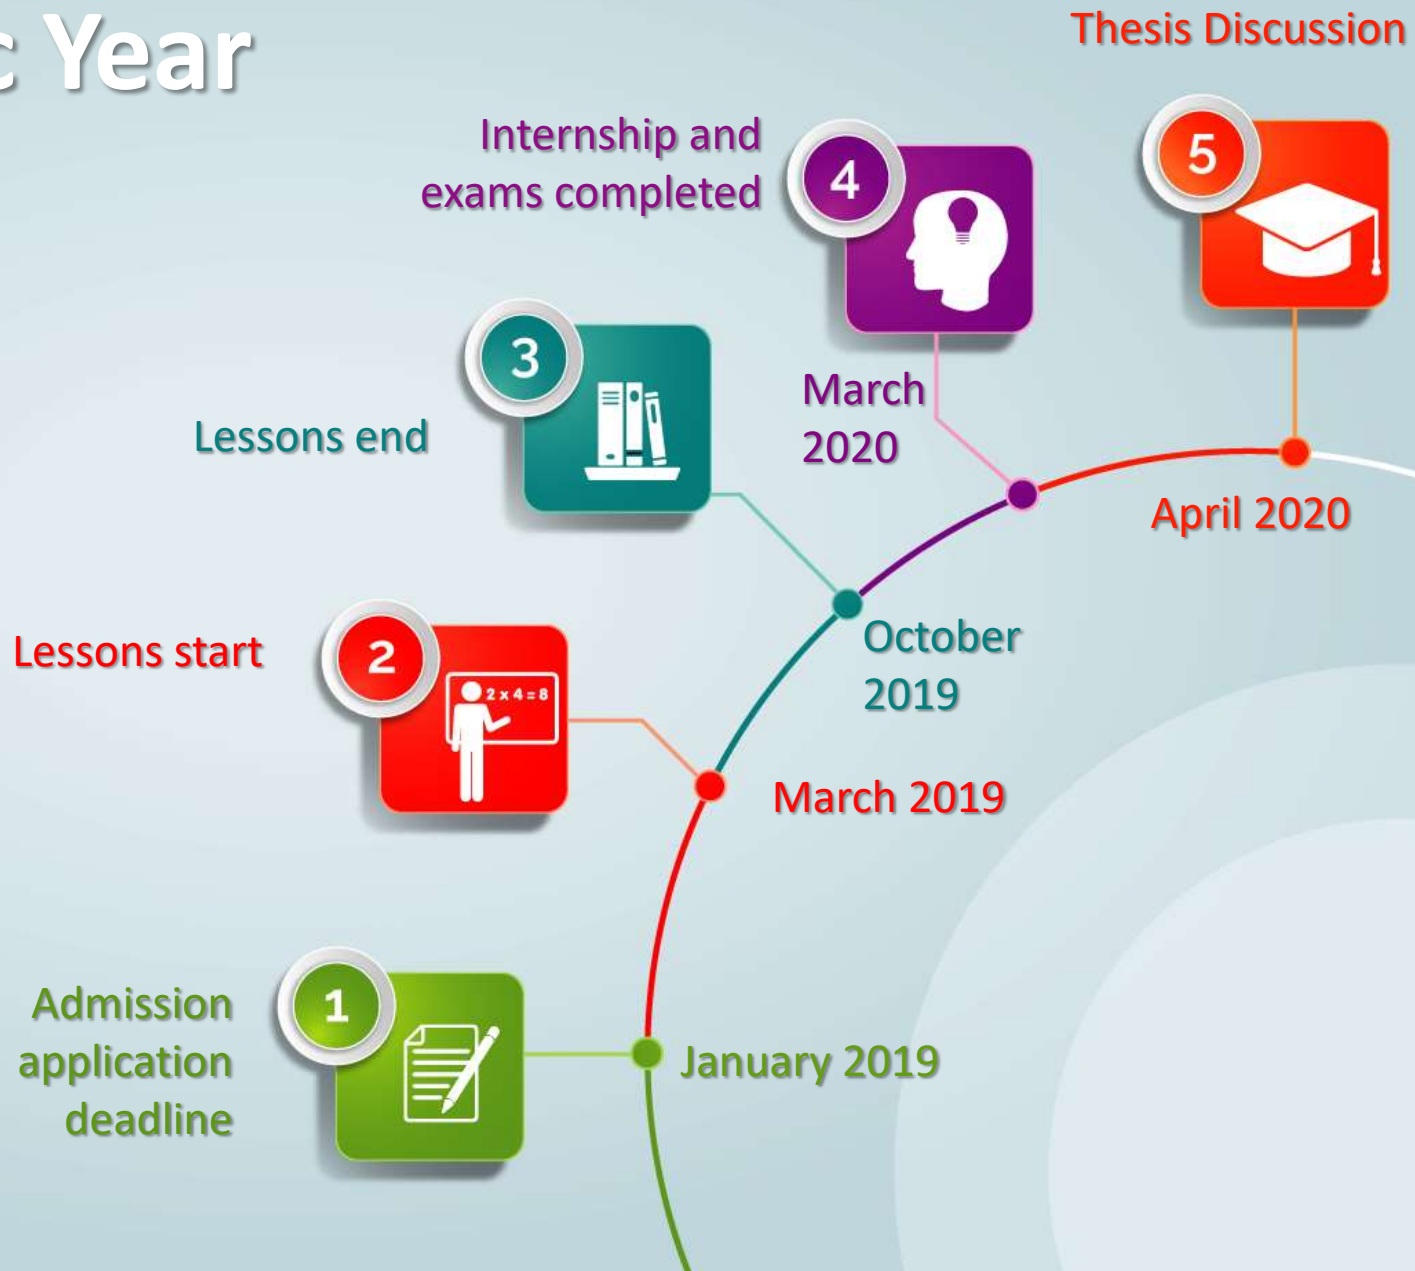 c Year
Thesis Discussion
5
Internship and
exams completed
4
March
2020
April 2020
3
Lessons end
October
2019
Lessons start
2
2 x 4 = 8
March 2019
Admission
application
deadline
1
January 2019